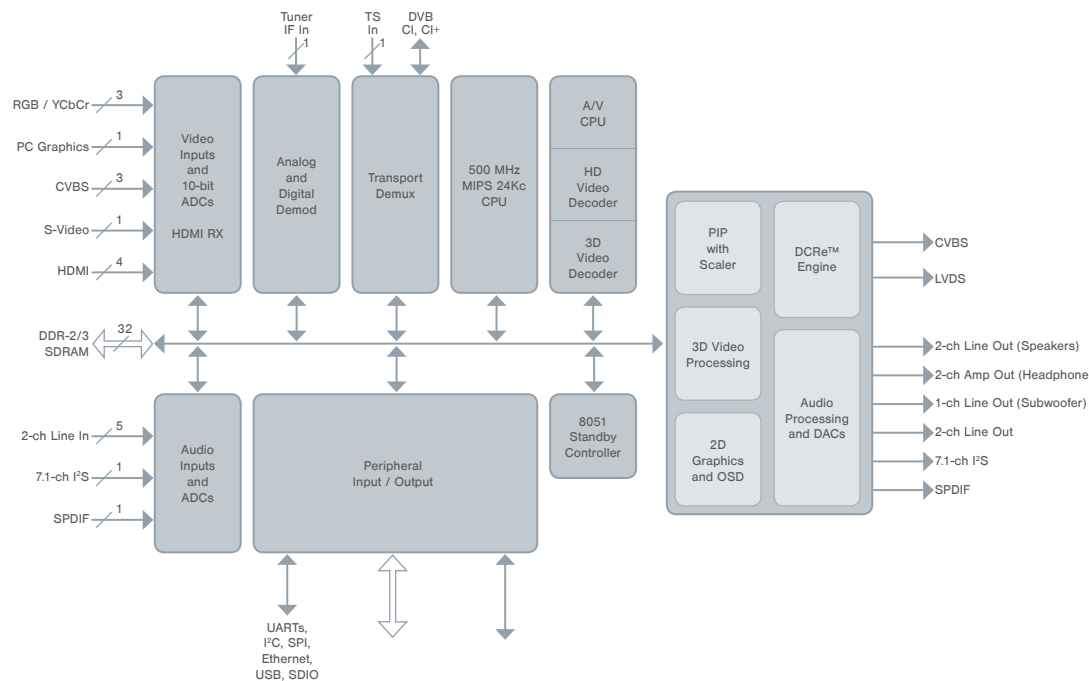 Tuner
IF In
1
TS
In
1
DVB
CI, CI+
RGB / YCbCr
3
PC Graphics
1
CVBS
3
S-Video
1
HDMI
4
Video
Inputs
and
10-bit
ADCs
HDMI RX
Analog
and
Digital
Demod
Transport
Demux
500 MHz
MIPS 24Kc
CPU
A/V
CPU
HD
Video
Decoder
3D
Video
Decoder
DDR-2/3
SDRAM
32
PIP
with
Scaler
DCRe™
Engine
3D Video
Processing
2D
Graphics
and OSD
Audio
Processing
and DACs
CVBS
LVDS
2-ch Line Out (Speakers)
2-ch Amp Out (Headphone
1-ch Line Out (Subwoofer)
2-ch Line Out
7.1-ch I²S
SPDIF
2-ch Line In
5
7.1-ch I²S
1
SPDIF
1
Audio
Inputs
and
ADCs
Peripheral
Input / Output
8051
Standby
Controller
UARTs,
I²C, SPI,
Ethernet,
USB, SDIO